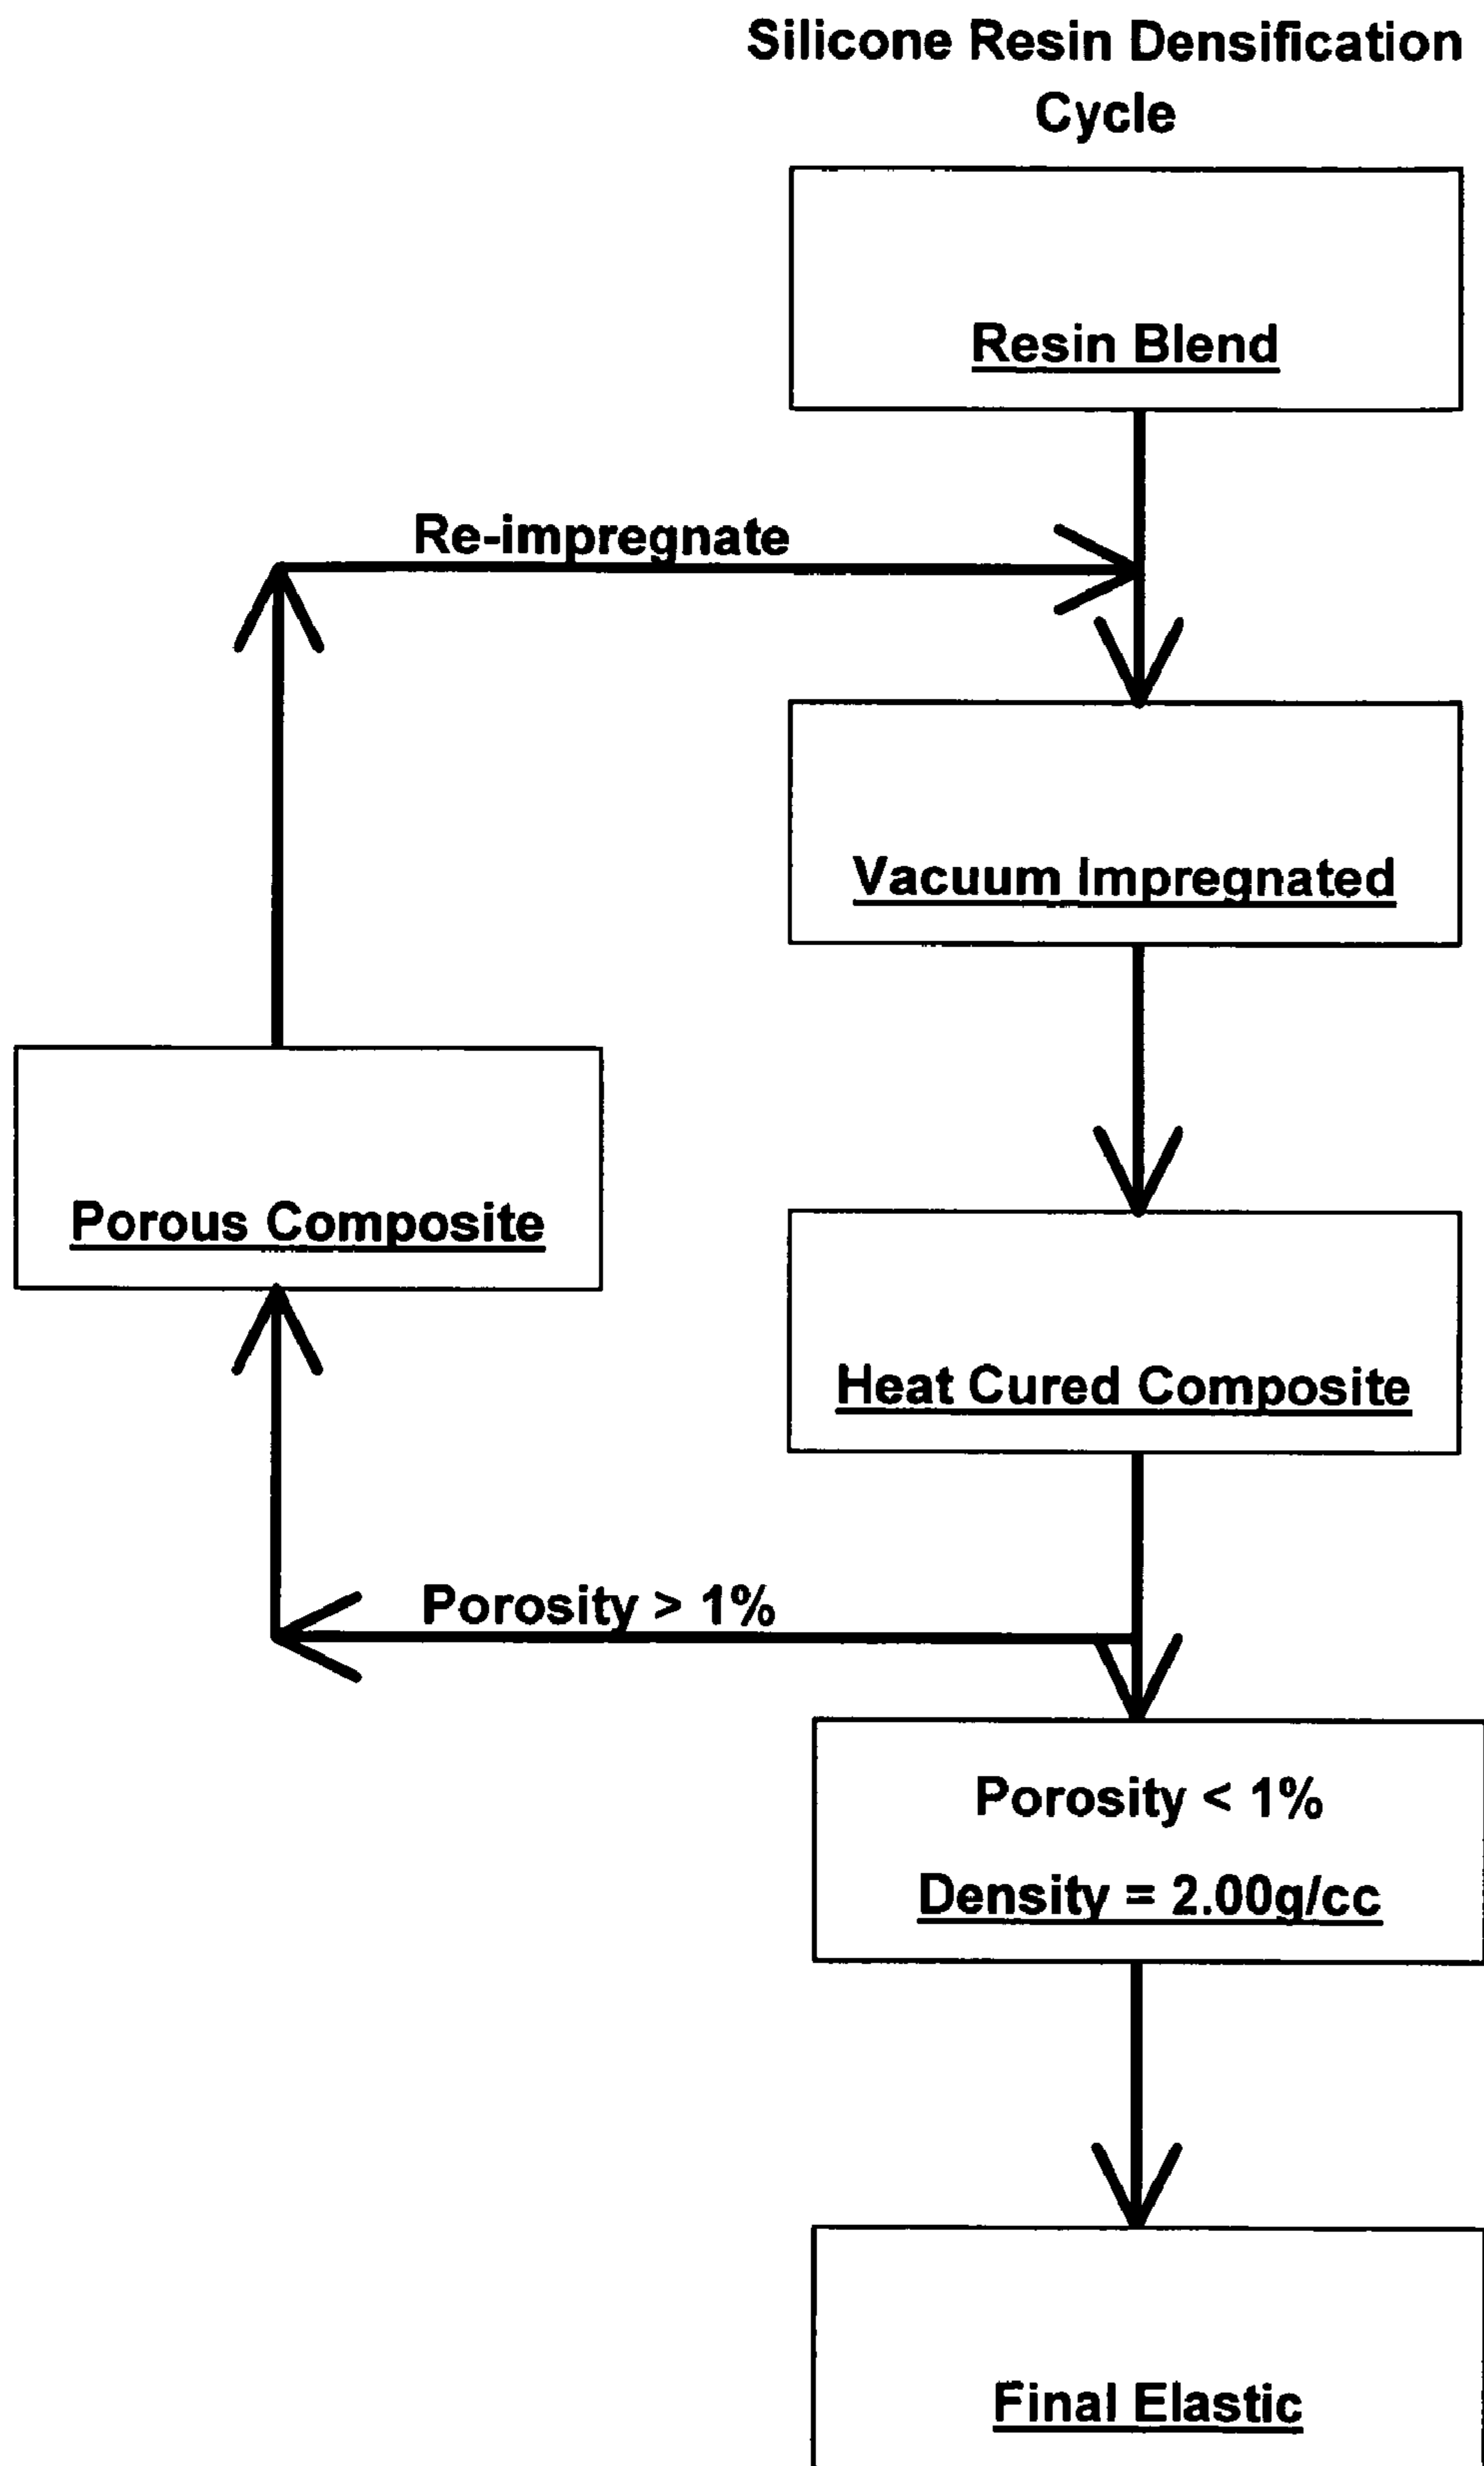 Silicone Resin Densification
Cycle
Resin Blend
Re-impregnate
Vacuum Impregnated
Porous Composite
Heat Cured Composite
Porosity > 1%
Porosity < 1%
Density = 2.00g/cc
Final Elastic